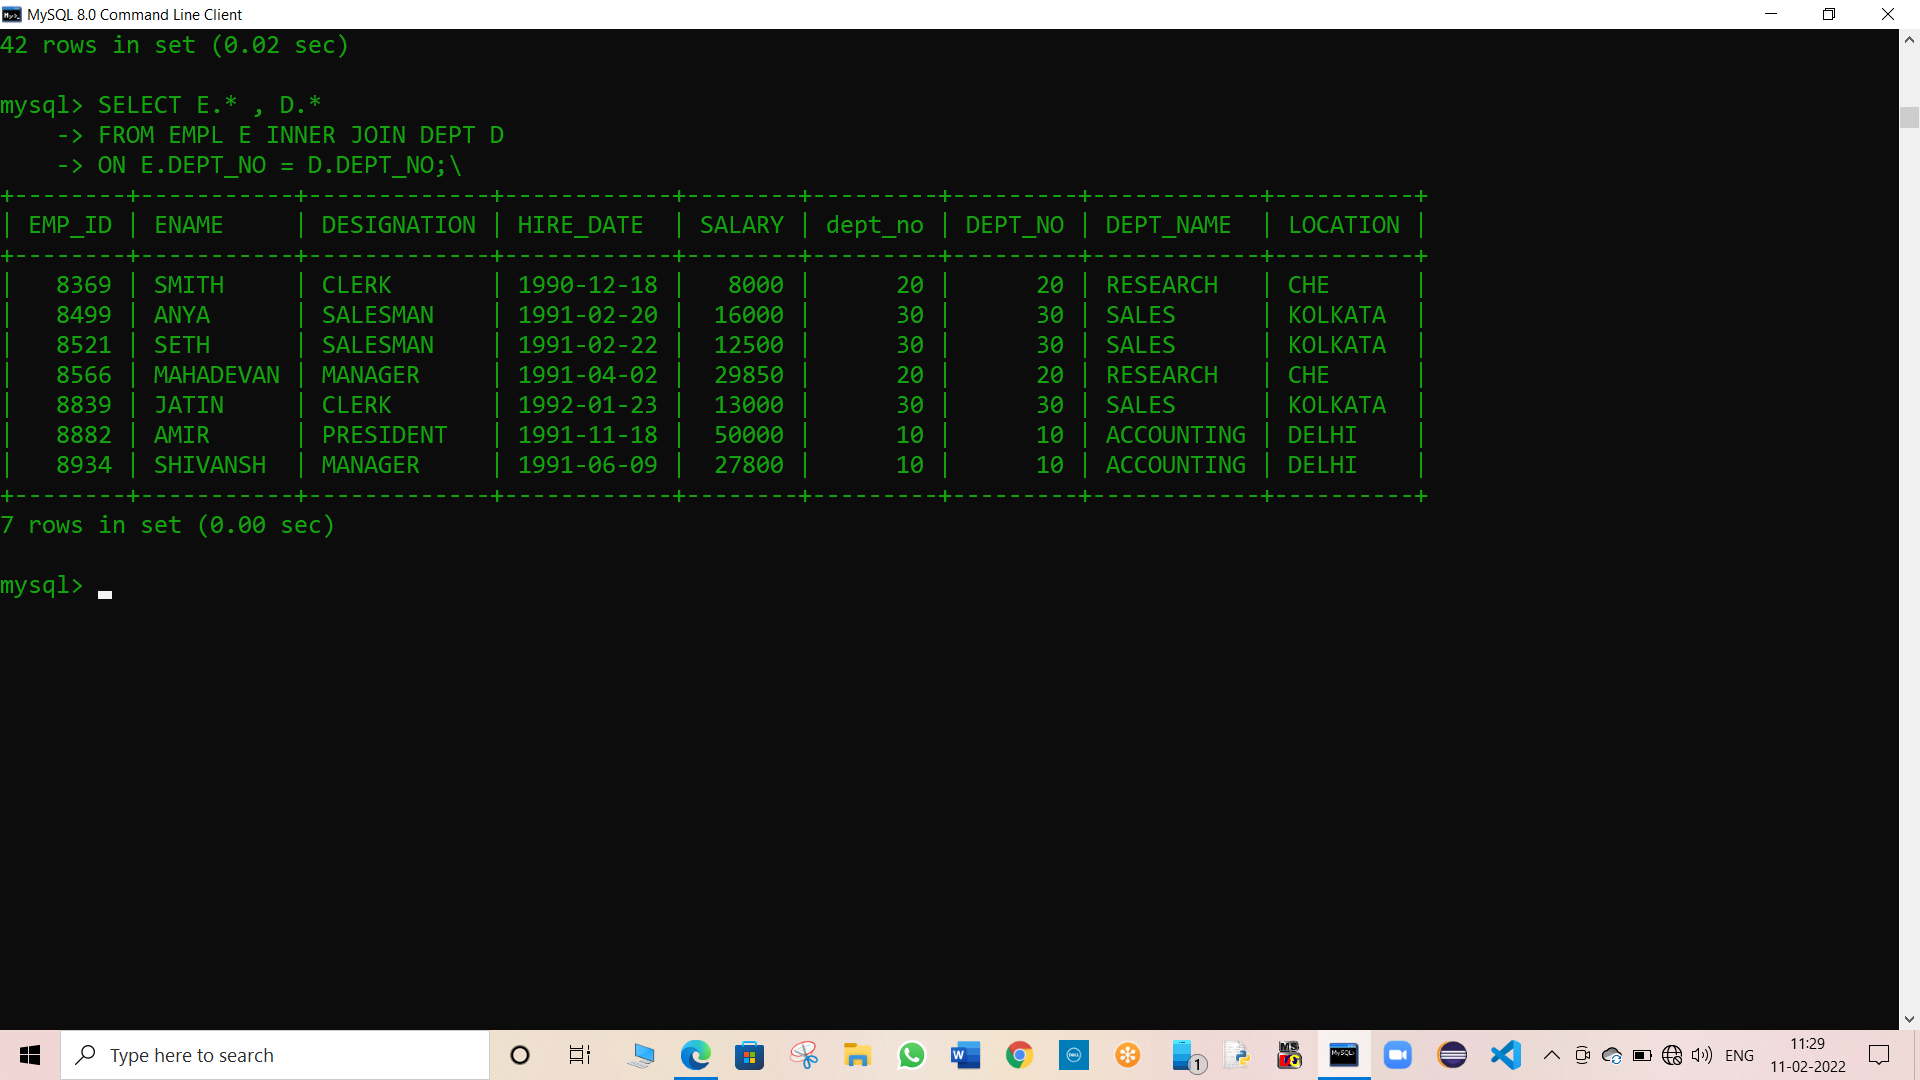 MySQL 8.0 Command Line Client
42 rows in set (0.02 sec)
mysql> SELECT E.* , D.*
    -> FROM EMPL E INNER JOIN DEPT D
    -> ON E.DEPT_NO = D.DEPT_NO;\
+--------+-----------+-------------+------------+--------+---------+---------+------------+----------+
| EMP_ID | ENAME     | DESIGNATION | HIRE_DATE  | SALARY | dept_no | DEPT_NO | DEPT_NAME  | LOCATION |
+--------+-----------+-------------+------------+--------+---------+---------+------------+----------+
|   8369 | SMITH     | CLERK       | 1990-12-18 |   8000 |      20 |      20 | RESEARCH   | CHE      |
|   8499 | ANYA      | SALESMAN    | 1991-02-20 |  16000 |      30 |      30 | SALES      | KOLKATA  |
|   8521 | SETH      | SALESMAN    | 1991-02-22 |  12500 |      30 |      30 | SALES      | KOLKATA  |
|   8566 | MAHADEVAN | MANAGER     | 1991-04-02 |  29850 |      20 |      20 | RESEARCH   | CHE      |
|   8839 | JATIN     | CLERK       | 1992-01-23 |  13000 |      30 |      30 | SALES      | KOLKATA  |
|   8882 | AMIR      | PRESIDENT   | 1991-11-18 |  50000 |      10 |      10 | ACCOUNTING | DELHI    |
|   8934 | SHIVANSH  | MANAGER     | 1991-06-09 |  27800 |      10 |      10 | ACCOUNTING | DELHI    |
+--------+-----------+-------------+------------+--------+---------+---------+------------+----------+
7 rows in set (0.00 sec)
mysql>
Type here to search
1
ENG
11:29
11-02-2022